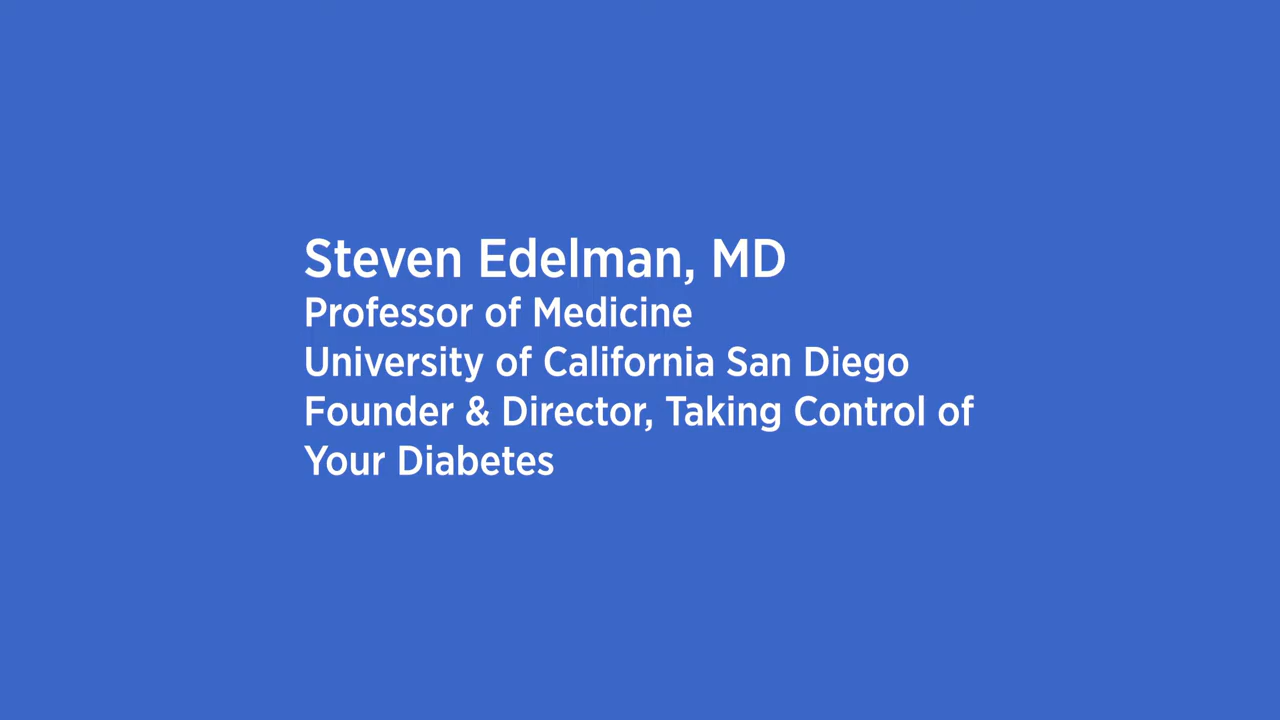 Steven Edelman, MD
Professor of Medicine
University of California San Diego
Founder & Director, Taking Control of
Your Diabetes